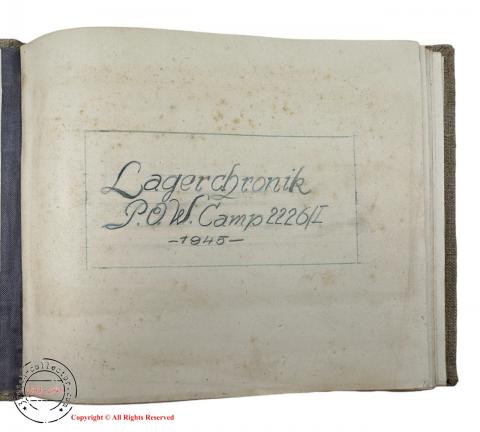 Lagerchronik
P.O.W. Camp 2226/I
-1945-
Copyright © All Rights Reserved